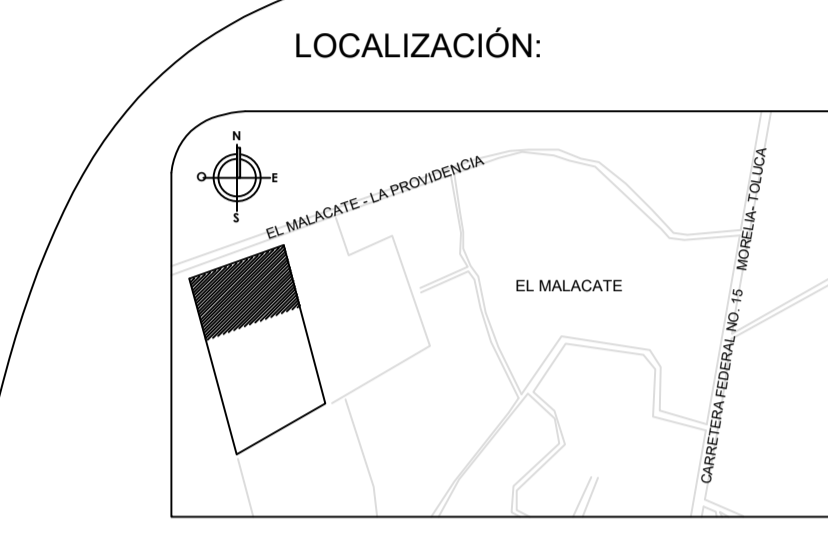 LOCALIZACIÓN:
N
O
E
S
EL MALACATE - LA PROVIDENCIA
EL MALACATE
CARRETERA FEDERAL NO. 15 MORELIA- TOLUCA